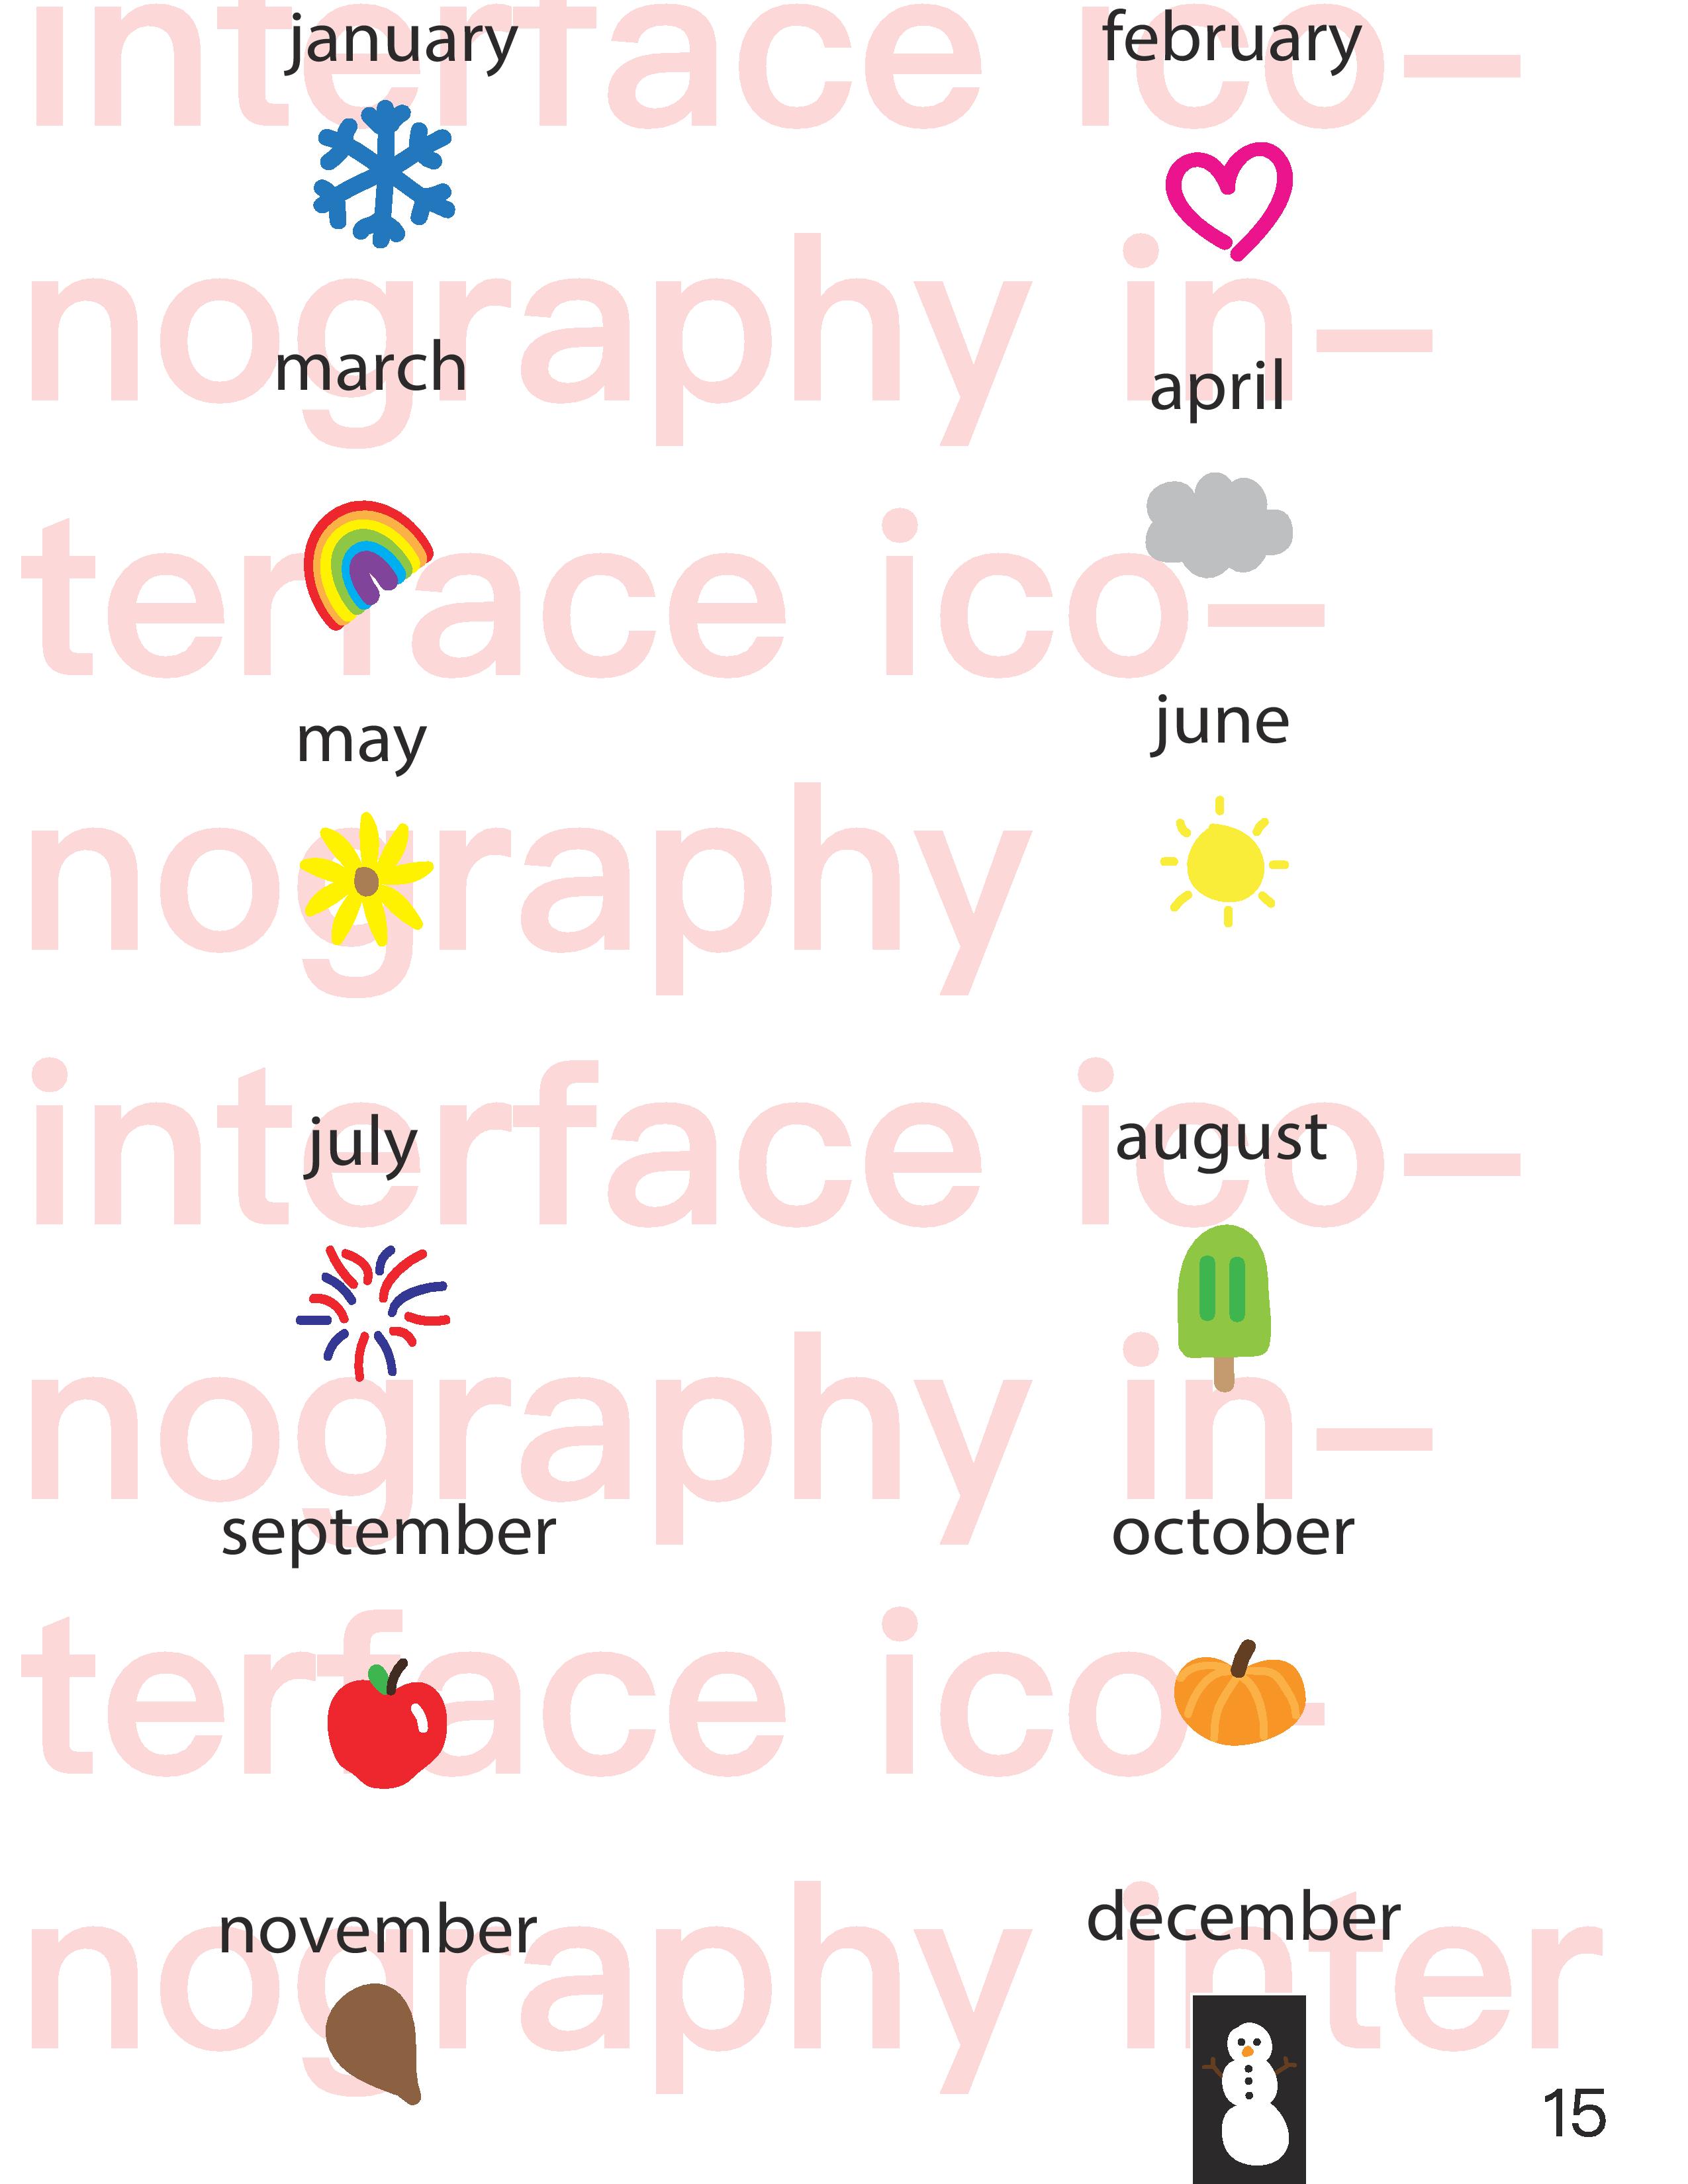 interface ico–
january february
nography in–
march april
terface ico–
may june
nography
interface ico–
july august
nography in–
september october
terface ico-
nography inter
november december
15